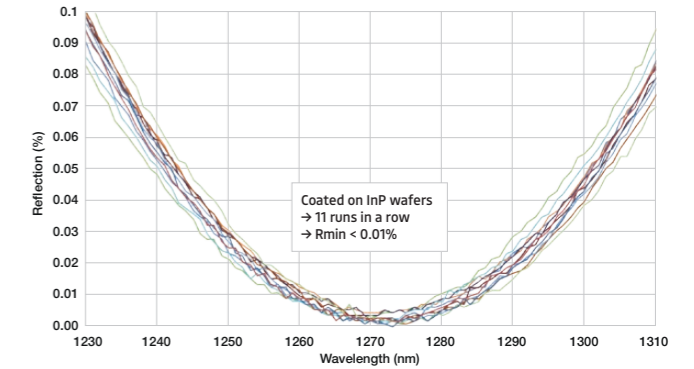 0.1
0.09
0.08
0.07
0.06
0.05
0.04
0.03
0.02
0.01
0.00
Reflection (%)
Coated on InP wafers
→ 11 runs in a row
→ Rmin < 0.01%
1230 1240 1250 1260 1273 1280 1290 1300 1310
Wavelength (nm)